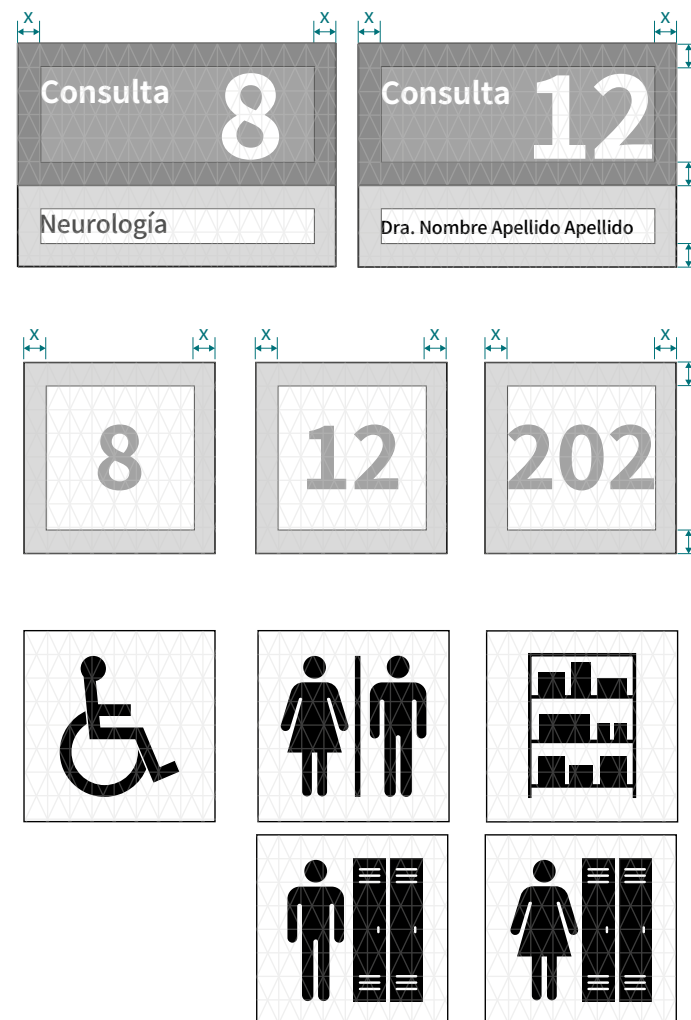 X X X X
Consulta 8
Consulta 12
Neurología
Dra. Nombre Apellido Apellido
X X X X X X
8
12
202